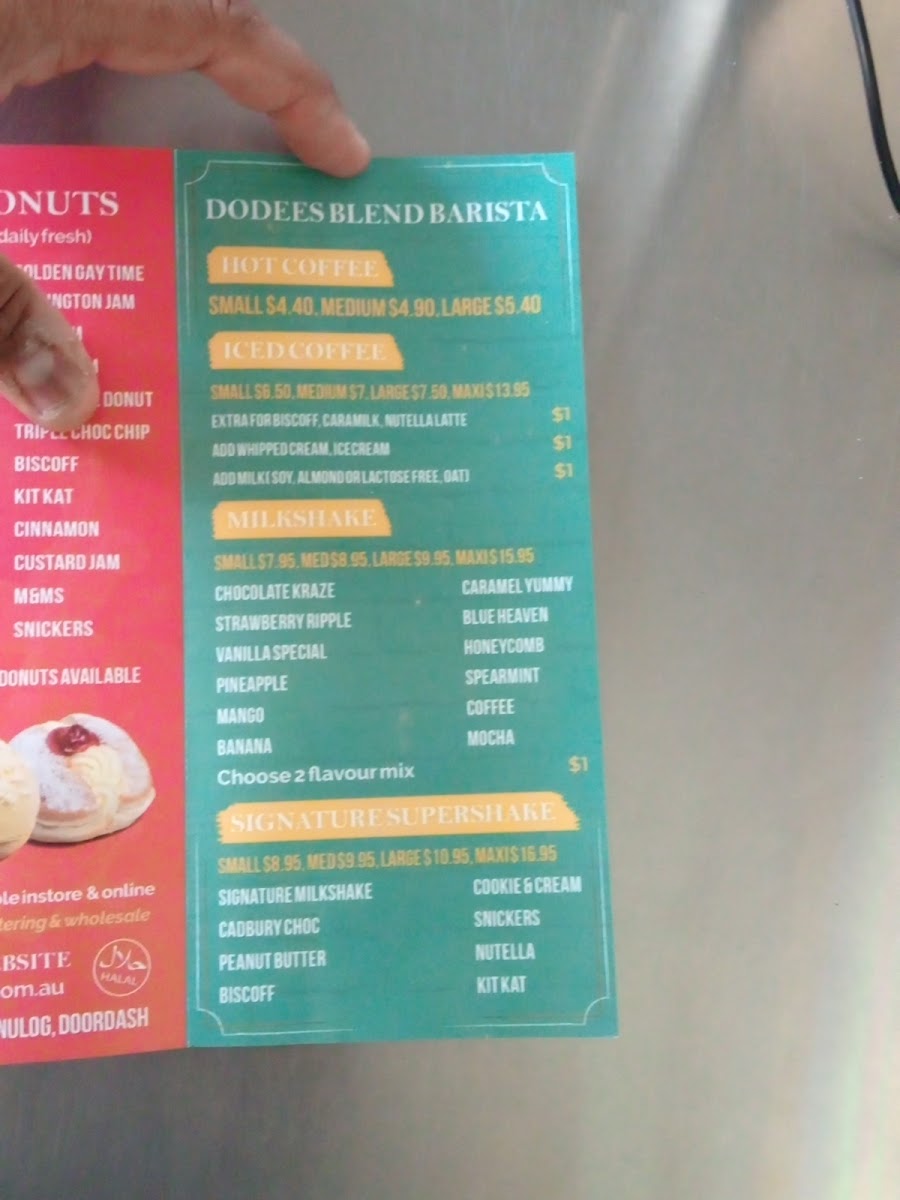 ONUTS
daily fresh)
OLDEN GAY TIME
NGTON JAM
DONUT
TRIPLE CHOC CHIP
BISCOFF
KIT KAT
CINNAMON
CUSTARD JAM
M&MS
SNICKERS
DONUTS AVAILABLE
le instore & online
tering & wholesale
BSITE
om.au
حلال
HALAL
NULOG, DOORDASH
DODEES BLEND BARISTA
HOT COFFEE
SMALL $4.40, MEDIUM $4.90, LARGE $5.40
ICED COFFEE
SMALL $6.50, MEDIUM $7, LARGE $7.50, MAXI $13.95
EXTRA FOR BISCOFF, CARAMILK, NUTELLA LATTE $1
ADD WHIPPED CREAM, ICECREAM $1
ADD MILK( SOY, ALMOND OR LACTOSE FREE, OAT) $1
MILKSHAKE
SMALL $7.95, MED $8.95, LARGE $9.95, MAXI $15.95
CHOCOLATE KRAZE CARAMEL YUMMY
STRAWBERRY RIPPLE BLUE HEAVEN
VANILLA SPECIAL HONEYCOMB
PINEAPPLE SPEARMINT
MANGO COFFEE
BANANA MOCHA
Choose 2 flavour mix $1
SIGNATURE SUPERSHAKE
SMALL $8.95, MED $9.95, LARGE $10.95, MAXI $16.95
SIGNATURE MILKSHAKE COOKIE & CREAM
CADBURY CHOC SNICKERS
PEANUT BUTTER NUTELLA
BISCOFF KIT KAT